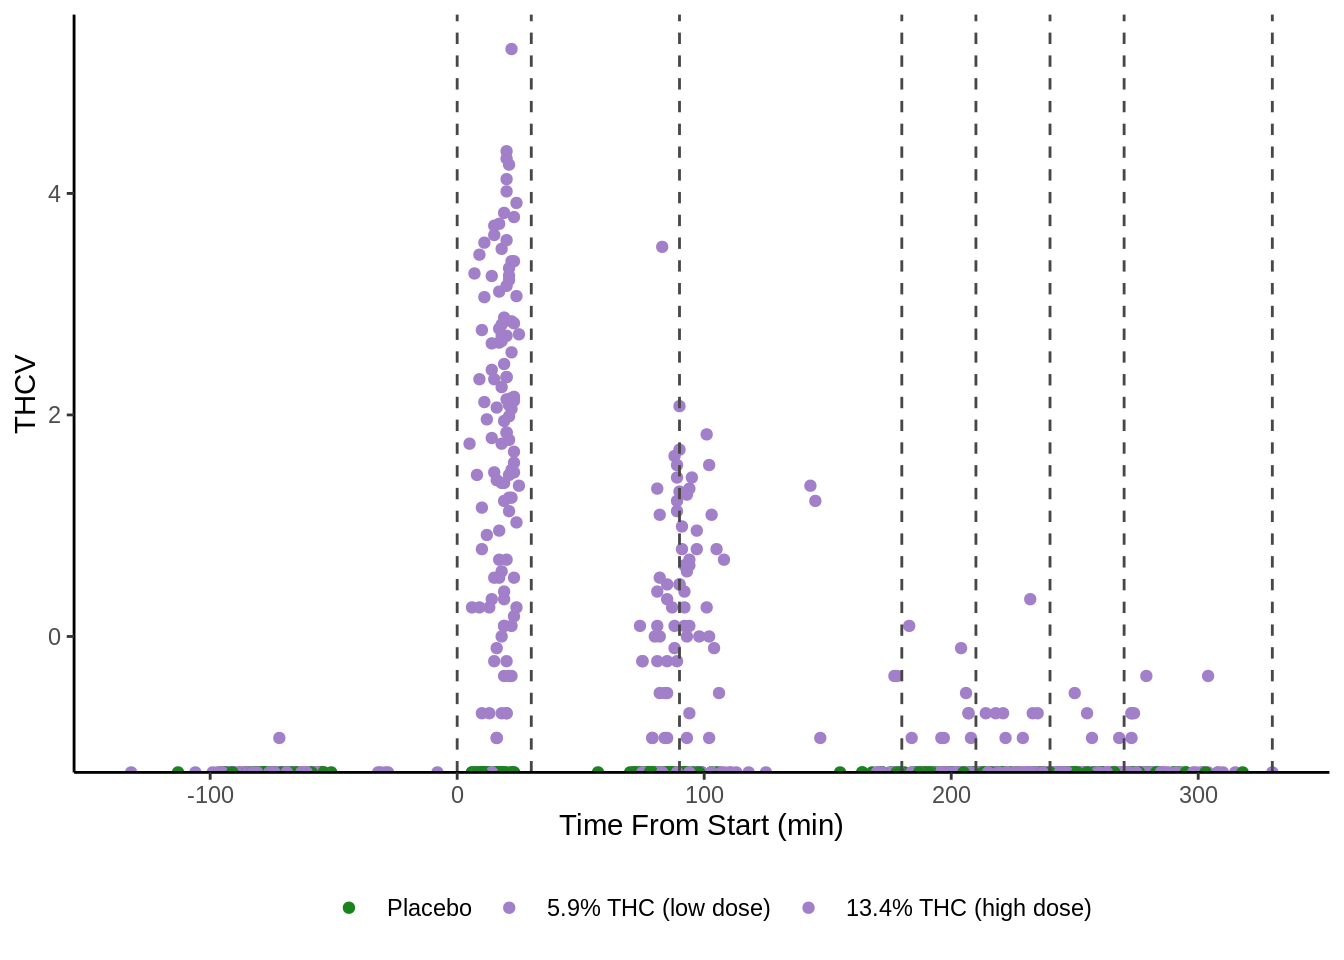 THCV
4
2
0
-100
0
100
200
300
Time From Start (min)
Placebo
5.9% THC (low dose)
13.4% THC (high dose)